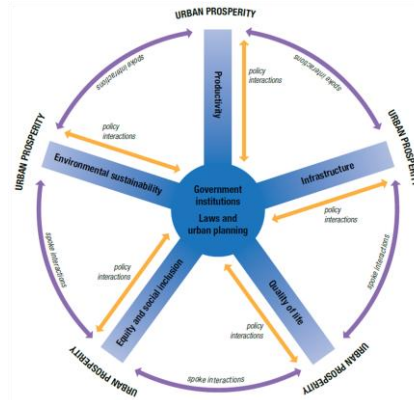 URBAN PROSPERITY
spoke interactions
spoke interactions
Productivity
policy
interactions
URBAN PROSPERITY
URBAN PROSPERITY
policy
interactions
Environmental sustainability
Infrastructure
Government
institutions
Laws and
urban planning
policy
interactions
spoke interactions
spoke interactions
policy
interactions
Equity and social inclusion
Quality of life
policy
interactions
URBAN PROSPERITY
URBAN PROSPERITY
spoke interactions